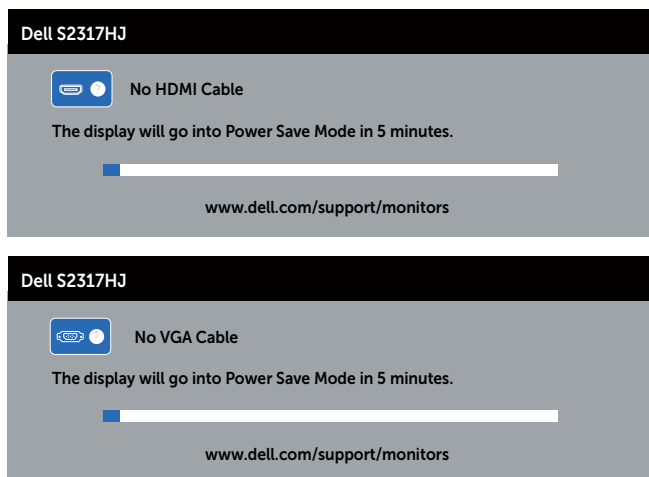 Dell S2317HJ
No HDMI Cable
The display will go into Power Save Mode in 5 minutes.
www.dell.com/support/monitors
Dell S2317HJ
No VGA Cable
The display will go into Power Save Mode in 5 minutes.
www.dell.com/support/monitors